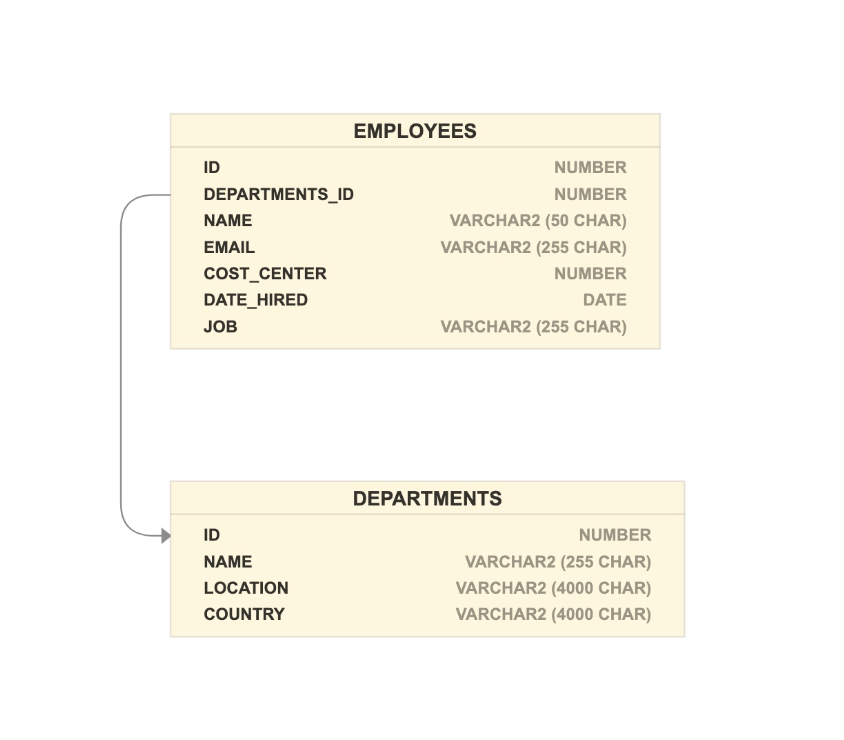 EMPLOYEES
ID NUMBER
DEPARTMENTS_ID NUMBER
NAME VARCHAR2 (50 CHAR)
EMAIL VARCHAR2 (255 CHAR)
COST_CENTER NUMBER
DATE_HIRED DATE
JOB VARCHAR2 (255 CHAR)
DEPARTMENTS
ID NUMBER
NAME VARCHAR2 (255 CHAR)
LOCATION VARCHAR2 (4000 CHAR)
COUNTRY VARCHAR2 (4000 CHAR)